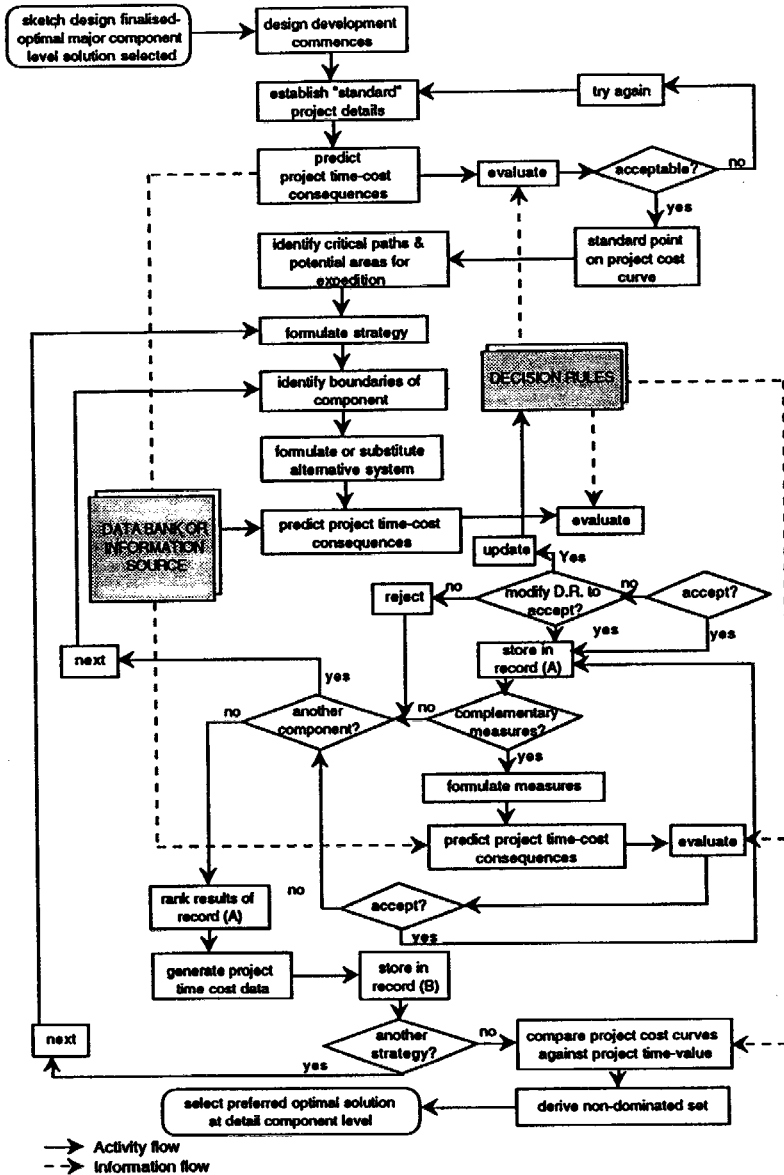 sketch design finalised-
optimal major component
level solution selected
design development
commences
establish "standard"
project details
try again
predict
project time-cost
consequences
evaluate
acceptable?
no
yes
identify critical paths &
potential areas for
expedition
standard point
on project cost
curve
formulate strategy
identify boundaries of
component
DECISION RULES
formulate or substitute
alternative system
DATA BANK OR
INFORMATION
SOURCE
predict project time-cost
consequences
evaluate
update
Yes
reject
no
modify D.R. to
accept?
no
accept?
yes
yes
next
yes
store in
record (A)
no
another
component?
no
complementary
measures?
yes
formulate measures
predict project time-cost
consequences
evaluate
rank results of
record (A)
no
accept?
yes
generate project
time cost data
store in
record (B)
next
another
strategy?
no
yes
compare project cost curves
against project time-value
select preferred optimal solution
at detail component level
derive non-dominated set
Activity flow
Information flow